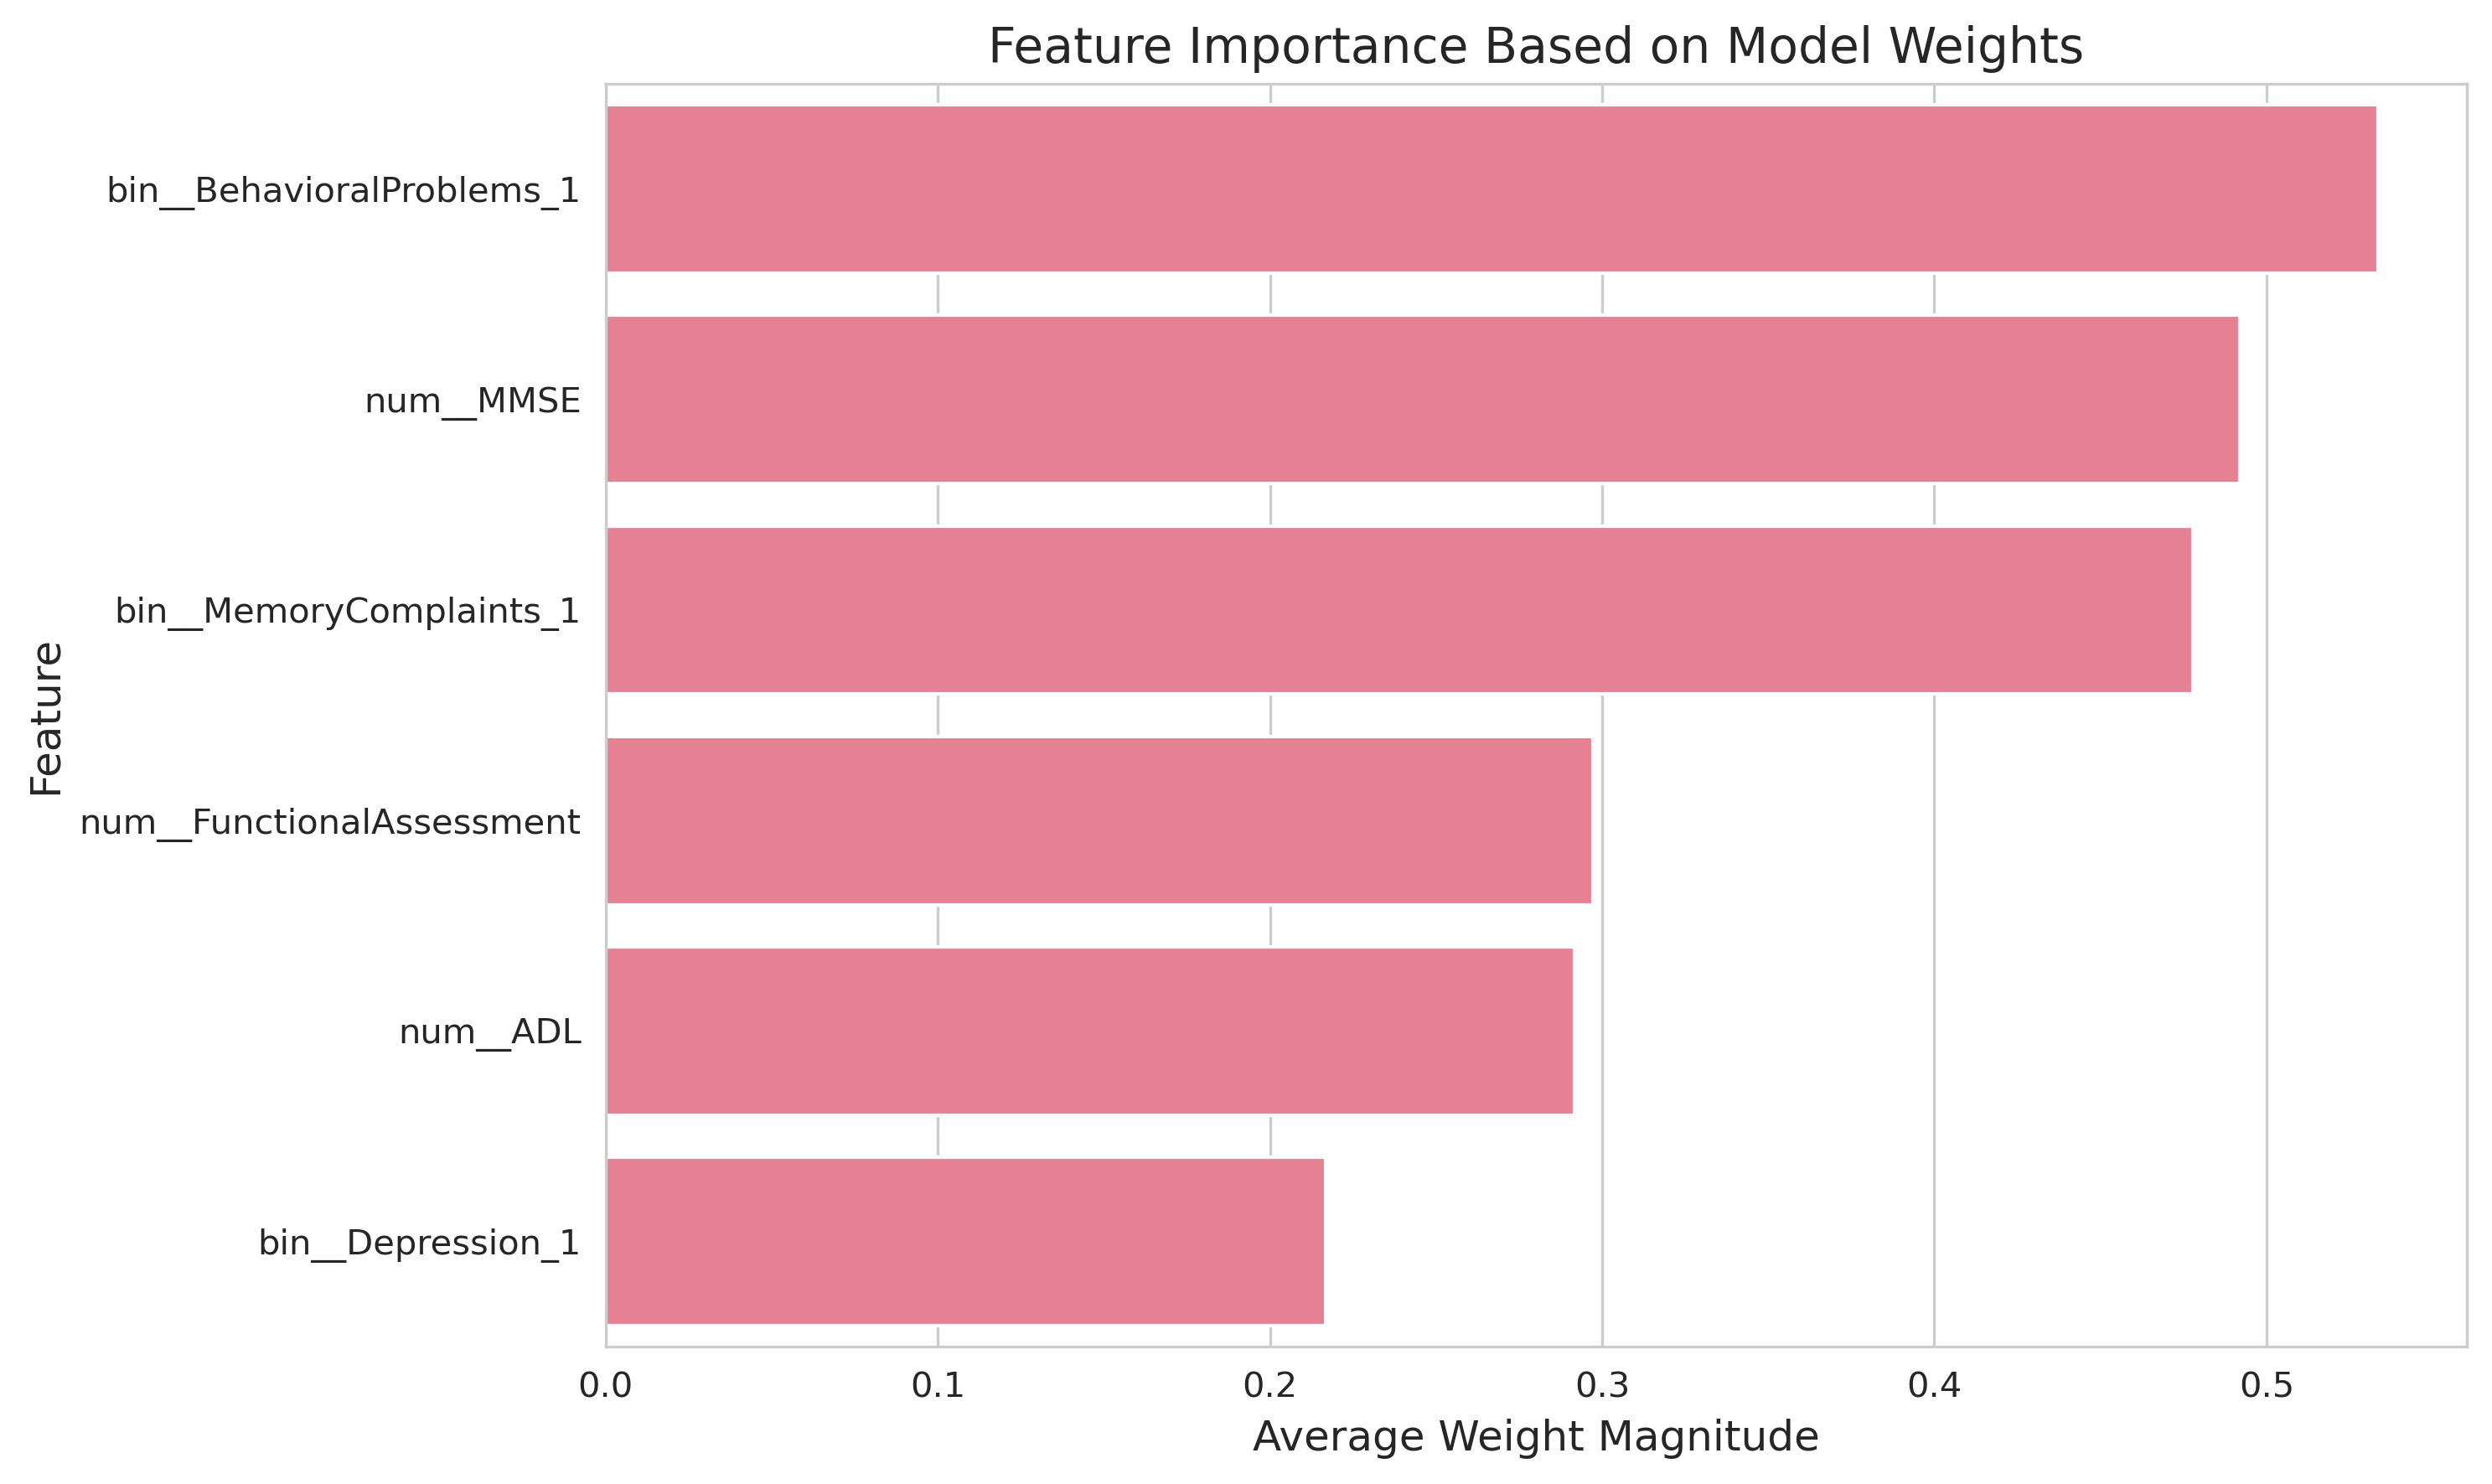 Feature Importance Based on Model Weights
bin__BehavioralProblems_1
num__MMSE
bin__MemoryComplaints_1
num__FunctionalAssessment
num__ADL
bin__Depression_1
Feature
0.0 0.1 0.2 0.3 0.4 0.5
Average Weight Magnitude